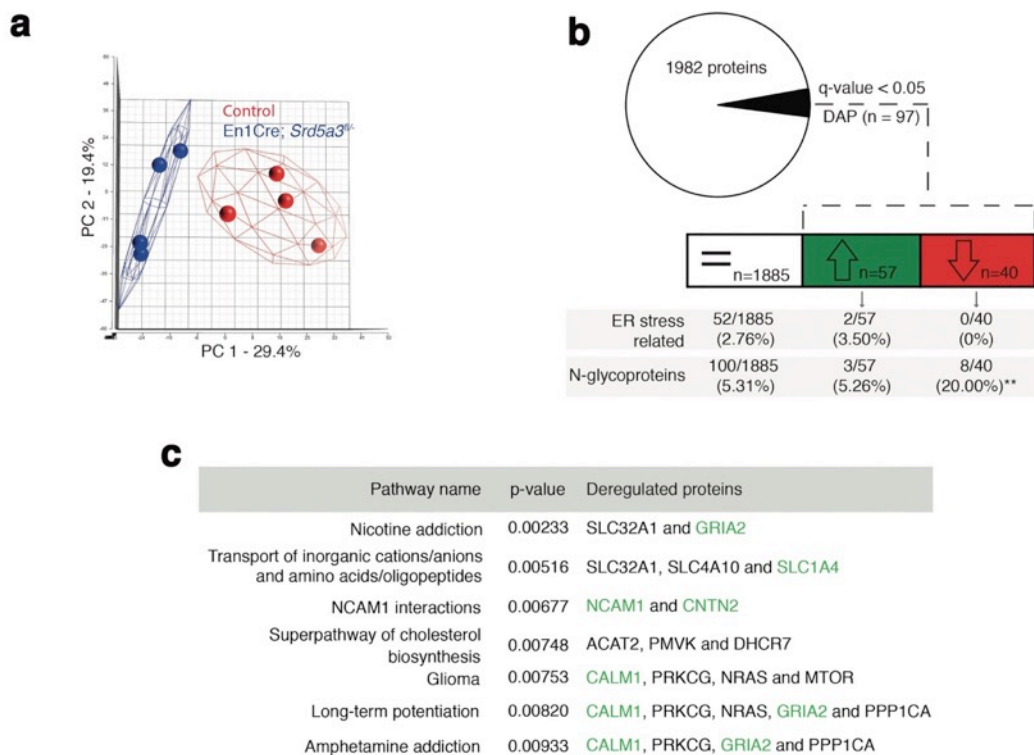 a
Control
En1Cre; Srd5a3fl/-
PC 2 - 19.4%
PC 1 - 29.4%
b
1982 proteins
q-value < 0.05
DAP (n = 97)
n=1885
n=57
n=40
ER stress related
52/1885 (2.76%)
2/57 (3.50%)
0/40 (0%)
N-glycoproteins
100/1885 (5.31%)
3/57 (5.26%)
8/40 (20.00%)**
c
Pathway name p-value Deregulated proteins
Nicotine addiction 0.00233 SLC32A1 and GRIA2
Transport of inorganic cations/anions
and amino acids/oligopeptides 0.00516 SLC32A1, SLC4A10 and SLC1A4
NCAM1 interactions 0.00677 NCAM1 and CNTN2
Superpathway of cholesterol
biosynthesis 0.00748 ACAT2, PMVK and DHCR7
Glioma 0.00753 CALM1, PRKCG, NRAS and MTOR
Long-term potentiation 0.00820 CALM1, PRKCG, NRAS, GRIA2 and PPP1CA
Amphetamine addiction 0.00933 CALM1, PRKCG, GRIA2 and PPP1CA